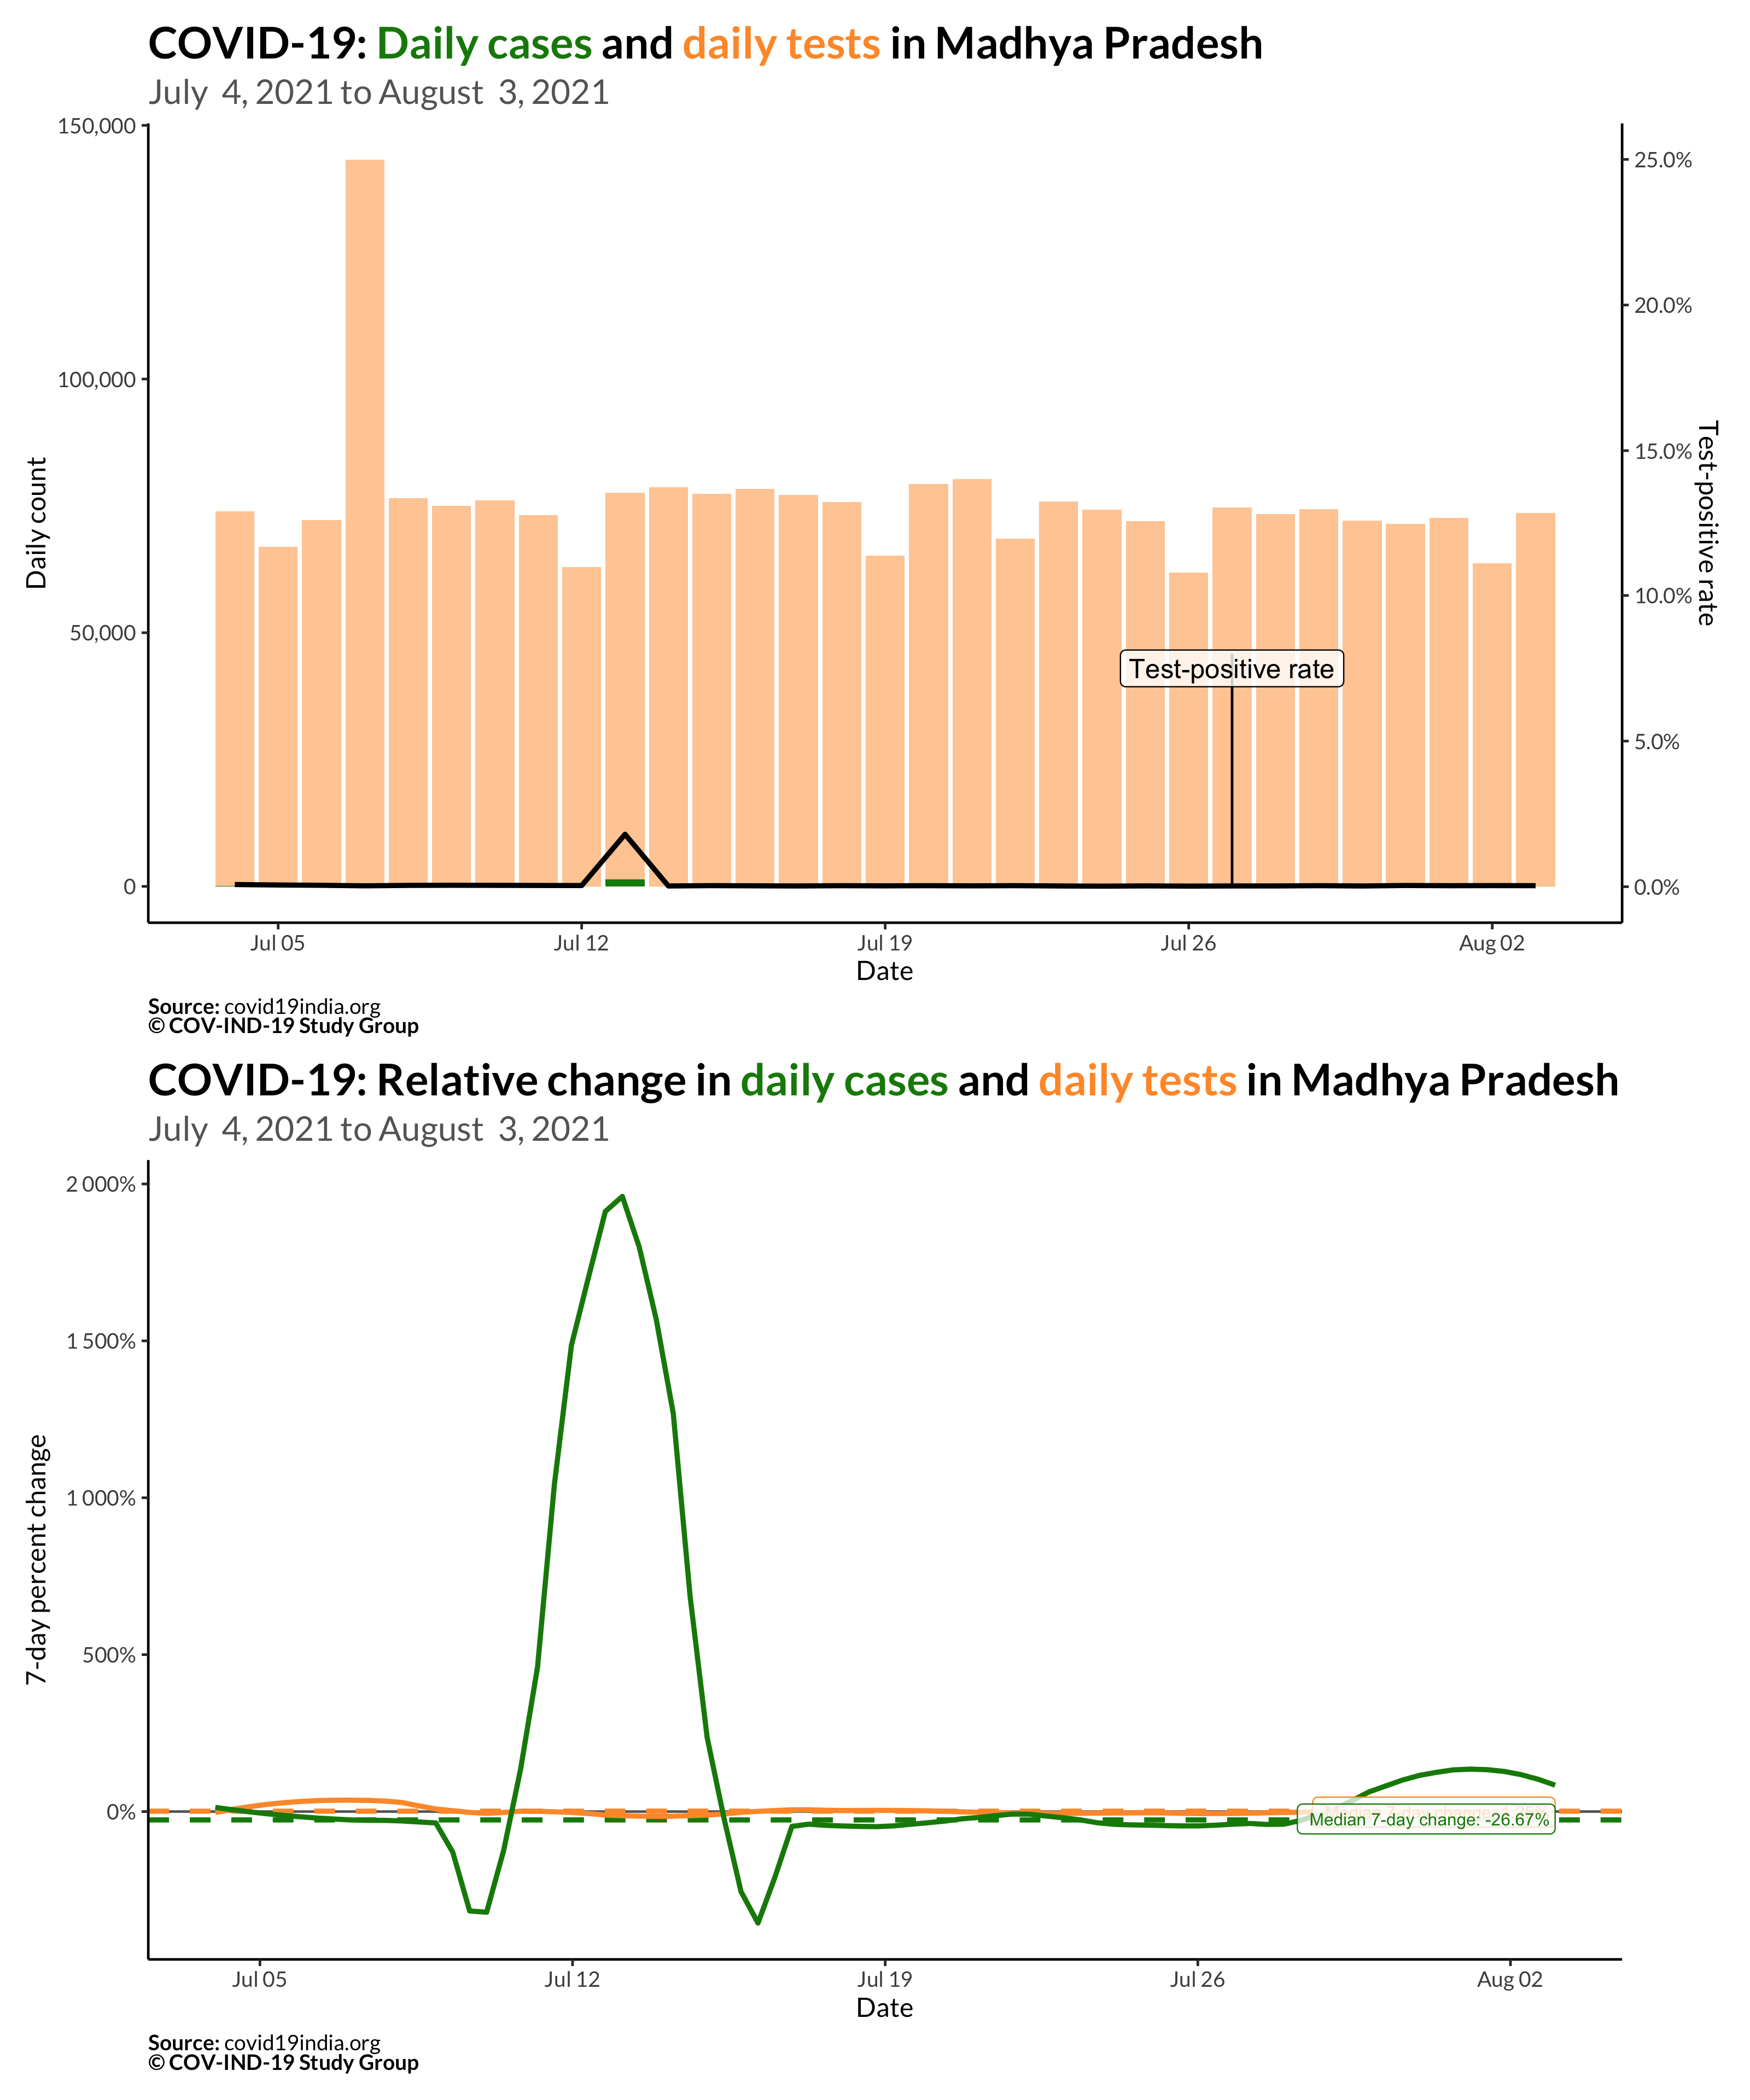 COVID-19: Daily cases and daily tests in Madhya Pradesh
July  4, 2021 to August  3, 2021
150,000
100,000
50,000
0
Daily count
25.0%
20.0%
15.0%
10.0%
5.0%
0.0%
Test-positive rate
Test-positive rate
Jul 05
Jul 12
Jul 19
Jul 26
Aug 02
Date
Source: covid19india.org
© COV-IND-19 Study Group
COVID-19: Relative change in daily cases and daily tests in Madhya Pradesh
July  4, 2021 to August  3, 2021
2 000%
1 500%
1 000%
500%
0%
7-day percent change
Median 7-day change: -26.67%
Jul 05
Jul 12
Jul 19
Jul 26
Aug 02
Date
Source: covid19india.org
© COV-IND-19 Study Group